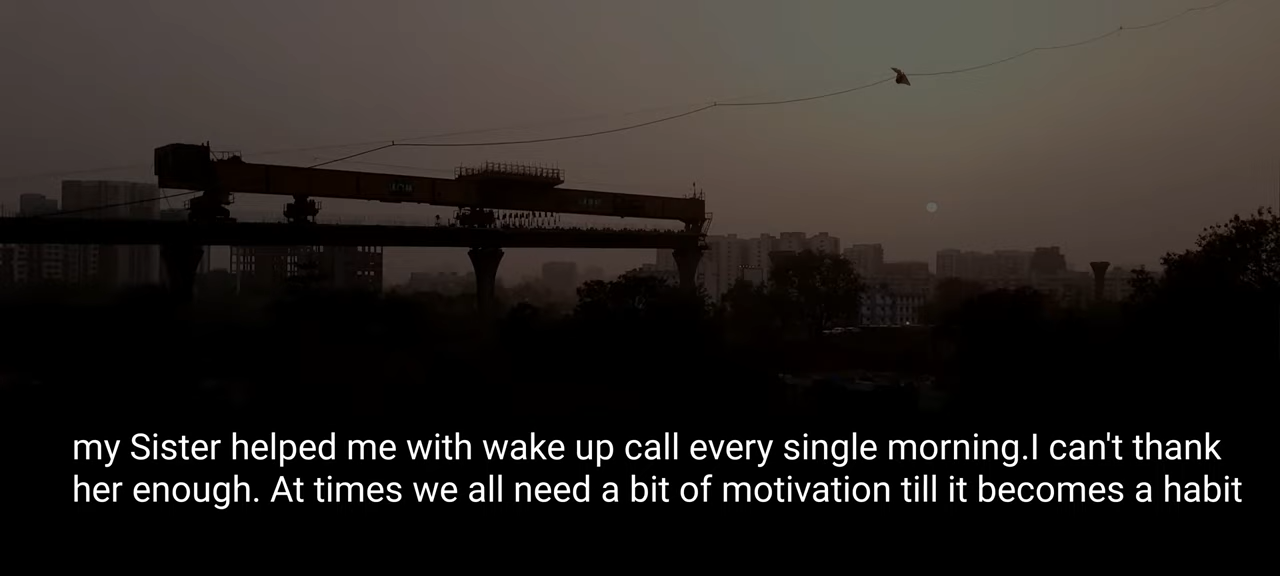 my Sister helped me with wake up call every single morning.I can't thank
her enough. At times we all need a bit of motivation till it becomes a habit